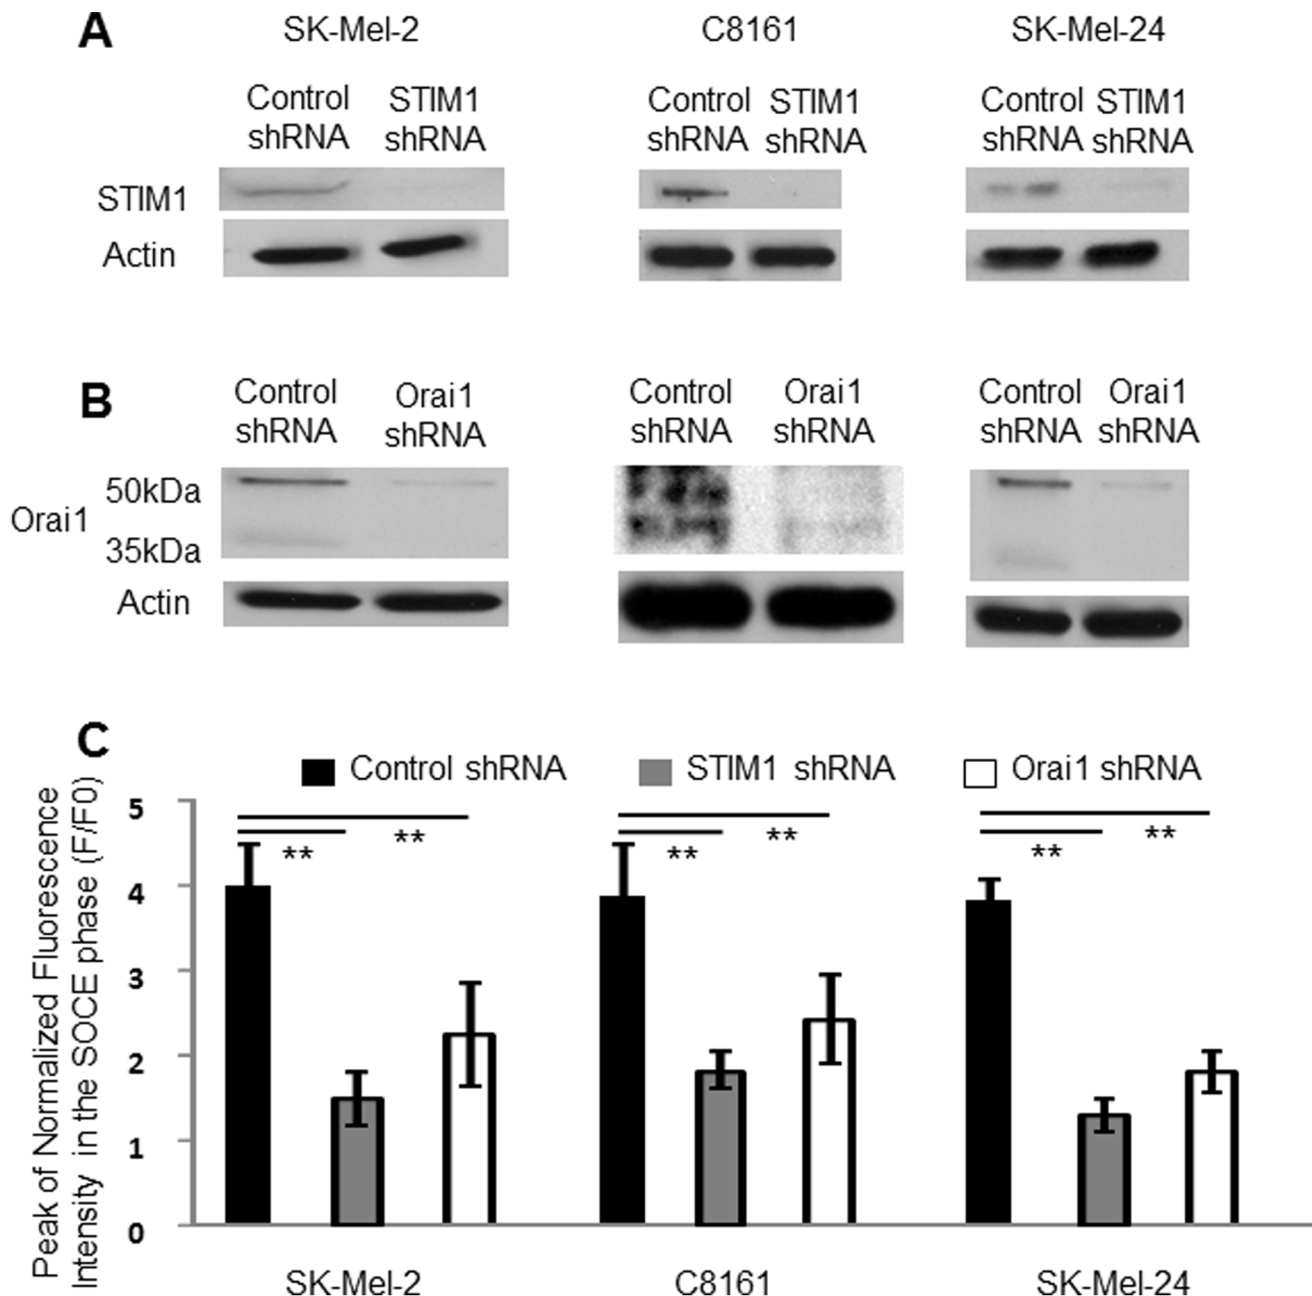 A
SK-Mel-2 C8161 SK-Mel-24
Control STIM1 Control STIM1 Control STIM1
shRNA shRNA shRNA shRNA shRNA shRNA
STIM1
Actin
B
Control Orai1 Control Orai1 Control Orai1
shRNA shRNA shRNA shRNA shRNA shRNA
50kDa
Orai1
35kDa
Actin
C
Control shRNA STIM1 shRNA Orai1 shRNA
Peak of Normalized Fluorescence
Intensity in the SOCE phase (F/F0)
5
** ** ** ** ** **
4
3
2
1
0
SK-Mel-2 C8161 SK-Mel-24